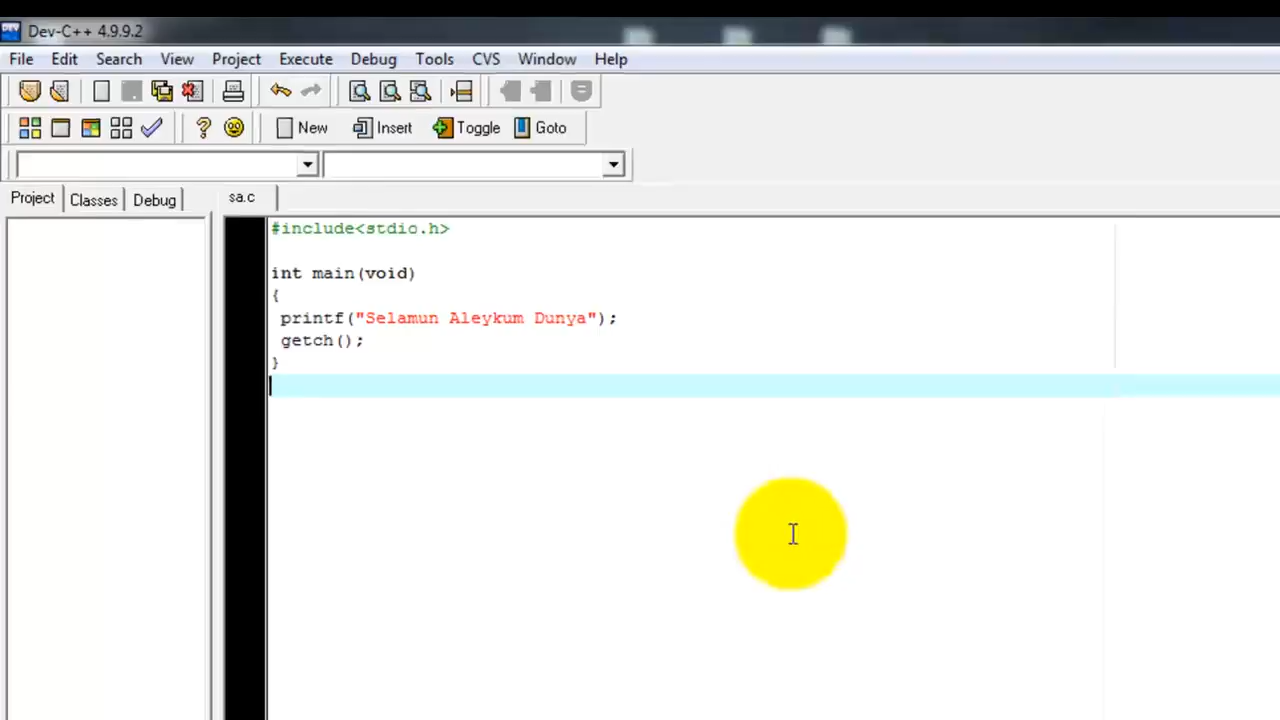 Dev-C++ 4.9.9.2
File Edit Search View Project Execute Debug Tools CVS Window Help
New Insert Toggle Goto
Project Classes Debug sa.c
#include<stdio.h>
int main(void)
{
printf("Selamun Aleykum Dunya");
getch();
}